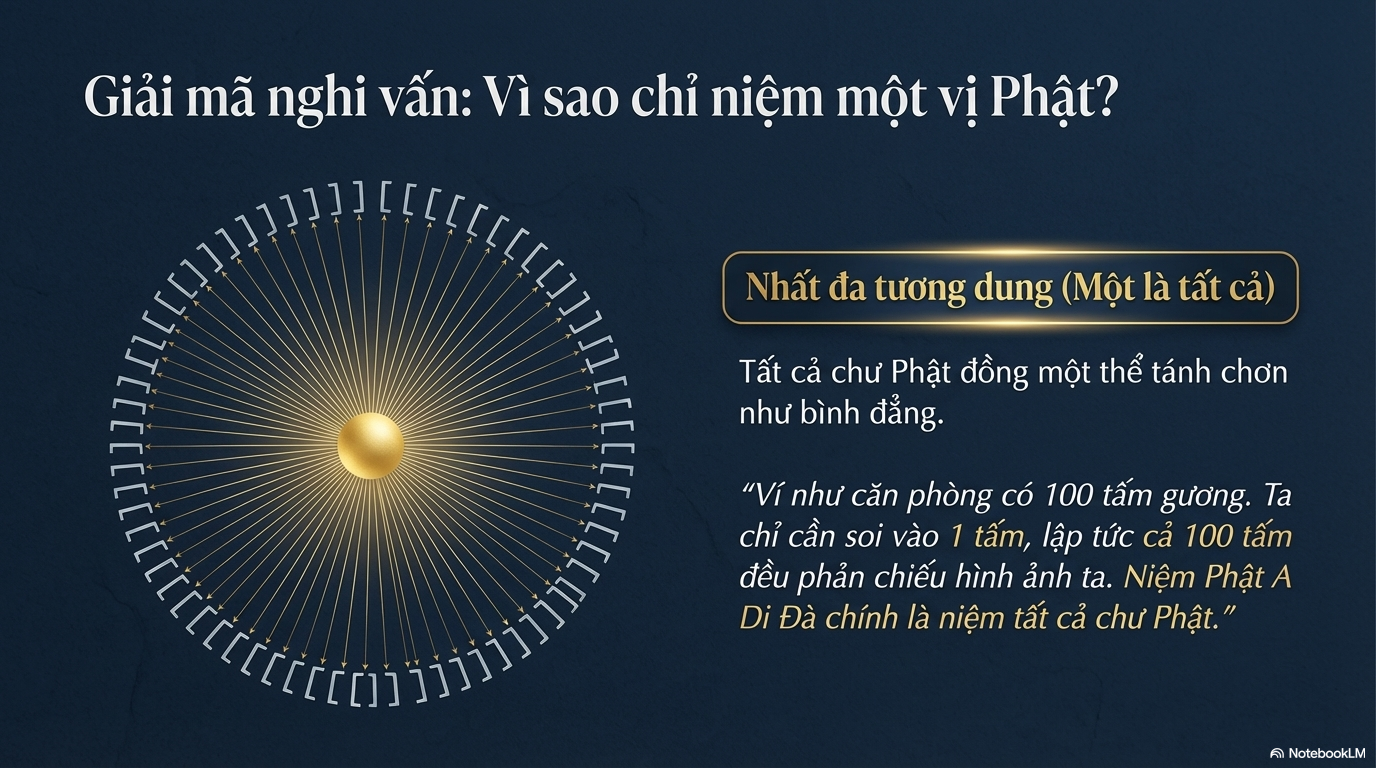 Giải mã nghi vấn: Vì sao chỉ niệm một vị Phật?
Nhất đa tương dung (Một là tất cả)
Tất cả chư Phật đồng một thể tánh chơn
như bình đẳng.
“Ví như căn phòng có 100 tấm gương. Ta
chỉ cần soi vào 1 tấm, lập tức cả 100 tấm
đều phản chiếu hình ảnh ta. Niệm Phật A
Di Đà chính là niệm tất cả chư Phật.”
NotebookLM